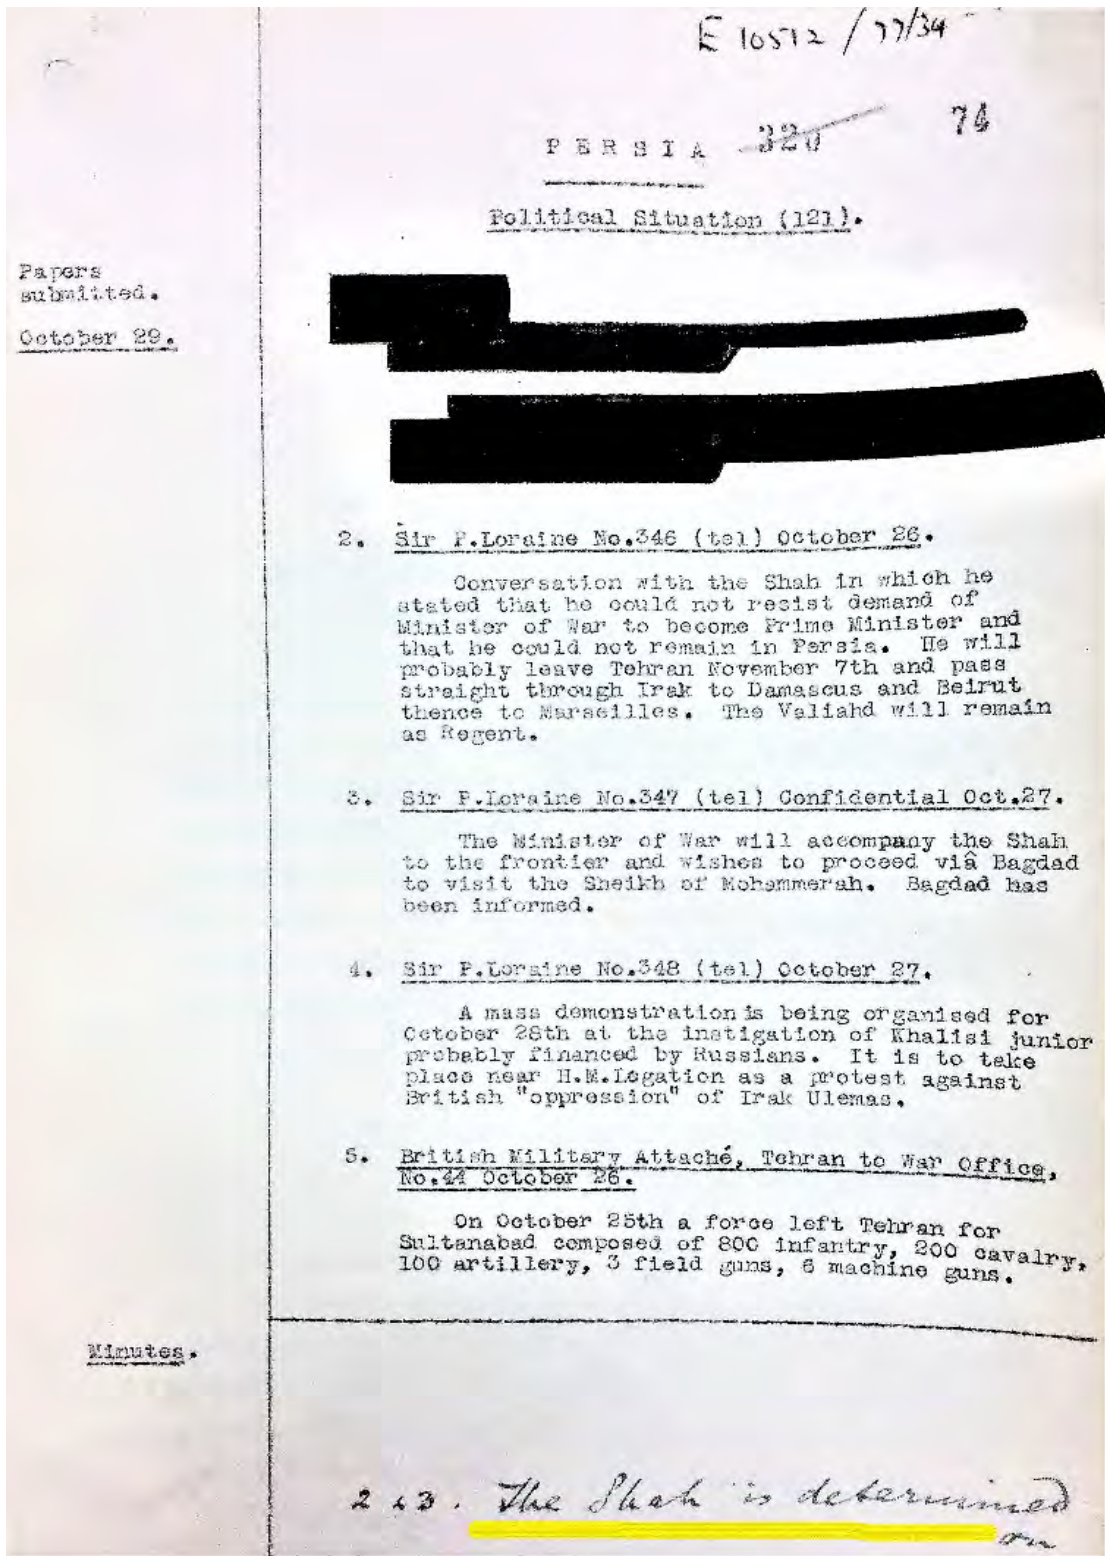 E 10512 / 77/34
74
PERSIA 320
Political Situation (121).
Papers
submitted.
October 29.
2. Sir P.Loraine No.346 (tel) October 26.
Conversation with the Shah in which he
stated that he could not resist demand of
Minister of War to become Prime Minister and
that he could not remain in Persia. He will
probably leave Tehran November 7th and pass
straight through Irak to Damascus and Beirut
thence to Marseilles. The Valiahd will remain
as Regent.
3. Sir P.Loraine No.347 (tel) Confidential Oct.27.
The Minister of War will accompany the Shah
to the frontier and wishes to proceed viâ Bagdad
to visit the Sheikh of Mohammerah. Bagdad has
been informed.
4. Sir P.Loraine No.348 (tel) October 27.
A mass demonstration is being organised for
October 28th at the instigation of Khalisi junior
probably financed by Russians. It is to take
place near H.M.Legation as a protest against
British "oppression" of Irak Ulemas.
5. British Military Attaché, Tehran to War Office,
No.44 October 26.
On October 25th a force left Tehran for
Sultanabad composed of 800 infantry, 200 cavalry,
100 artillery, 3 field guns, 6 machine guns.
Minutes.
2 & 3. The Shah is determined
on